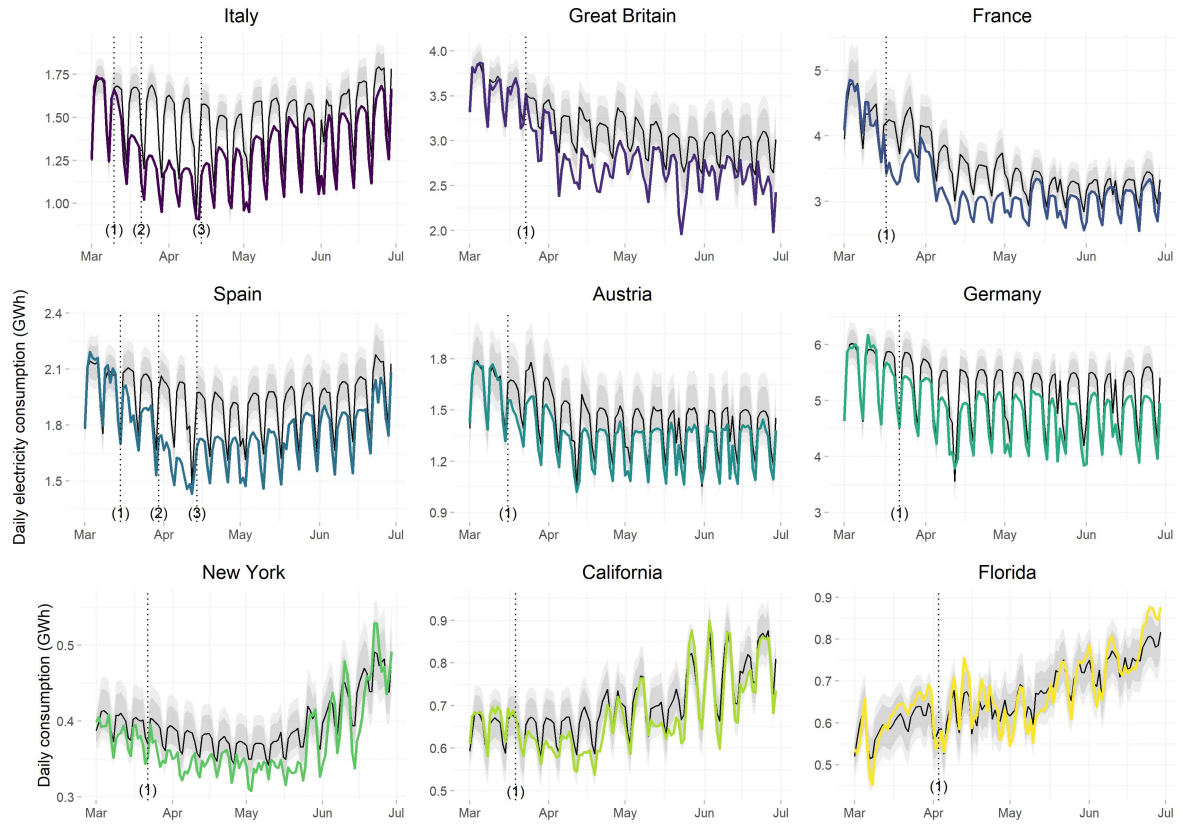 Italy
Great Britain
France
1.75
1.50
1.25
1.00
(1) (2) (3)
Mar Apr May Jun Jul
4.0
3.5
3.0
2.5
2.0
(1)
Mar Apr May Jun Jul
5
4
3
2
(1)
Mar Apr May Jun Jul
Daily electricity consumption (GWh)
Spain
Austria
Germany
2.4
2.1
1.8
1.5
(1) (2) (3)
Mar Apr May Jun Jul
1.8
1.5
1.2
0.9
(1)
Mar Apr May Jun Jul
6
5
4
3
(1)
Mar Apr May Jun Jul
Daily consumption (GWh)
New York
California
Florida
0.5
0.4
0.3
(1)
Mar Apr May Jun Jul
0.9
0.8
0.7
0.6
0.5
(1)
Mar Apr May Jun Jul
0.9
0.8
0.7
0.6
0.5
(1)
Mar Apr May Jun Jul